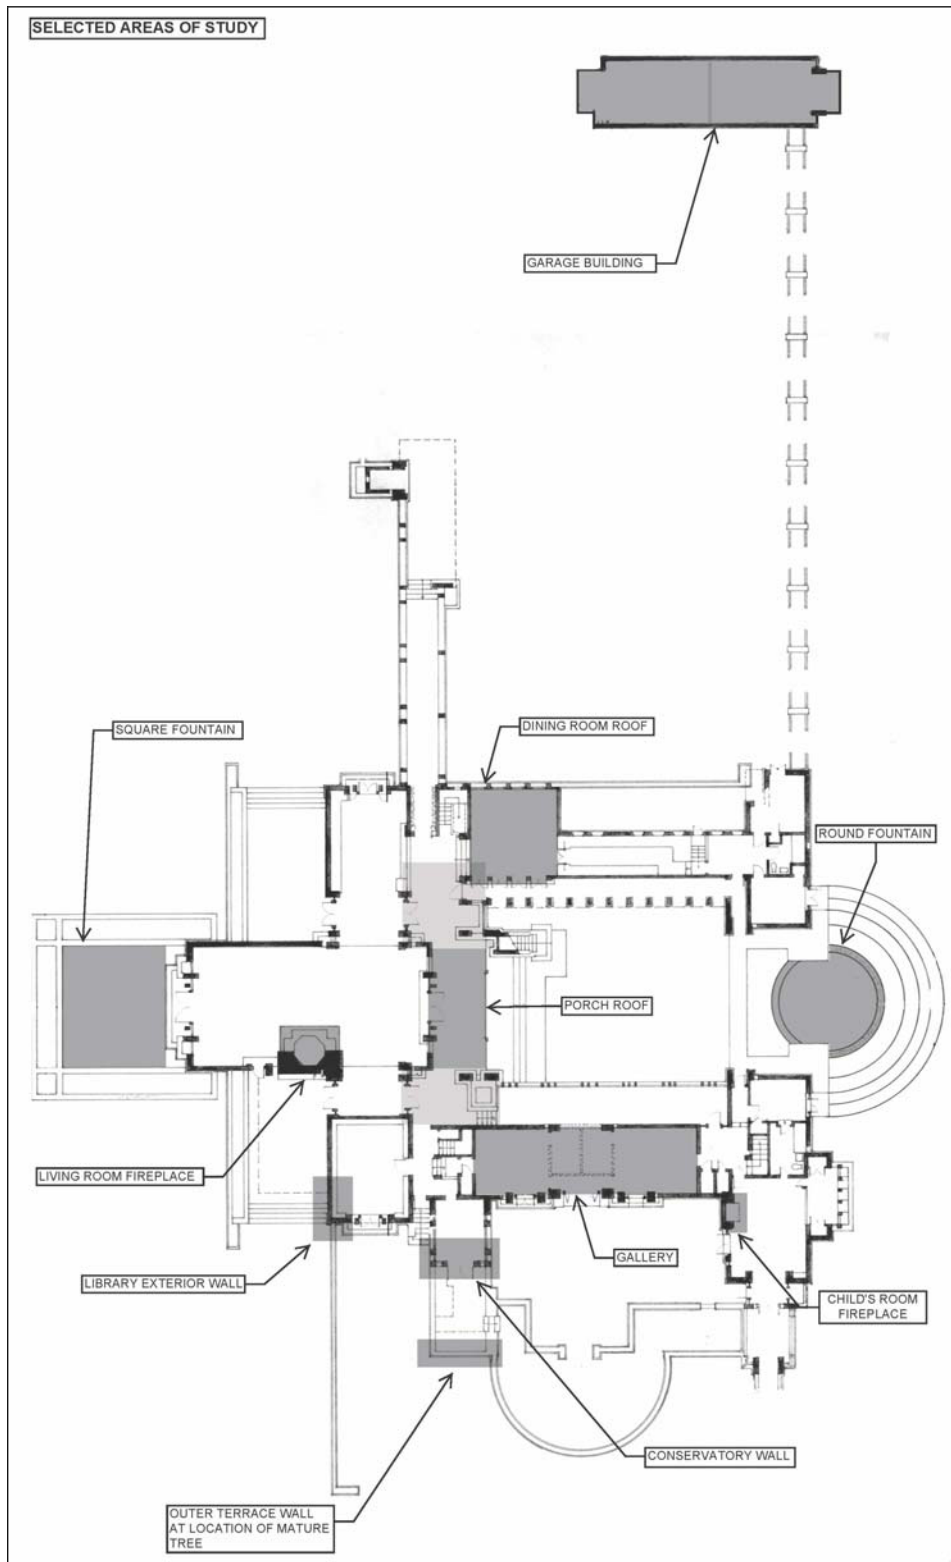 SELECTED AREAS OF STUDY
GARAGE BUILDING
SQUARE FOUNTAIN
DINING ROOM ROOF
ROUND FOUNTAIN
PORCH ROOF
LIVING ROOM FIREPLACE
LIBRARY EXTERIOR WALL
GALLERY
CHILD'S ROOM
FIREPLACE
CONSERVATORY WALL
OUTER TERRACE WALL
AT LOCATION OF MATURE
TREE